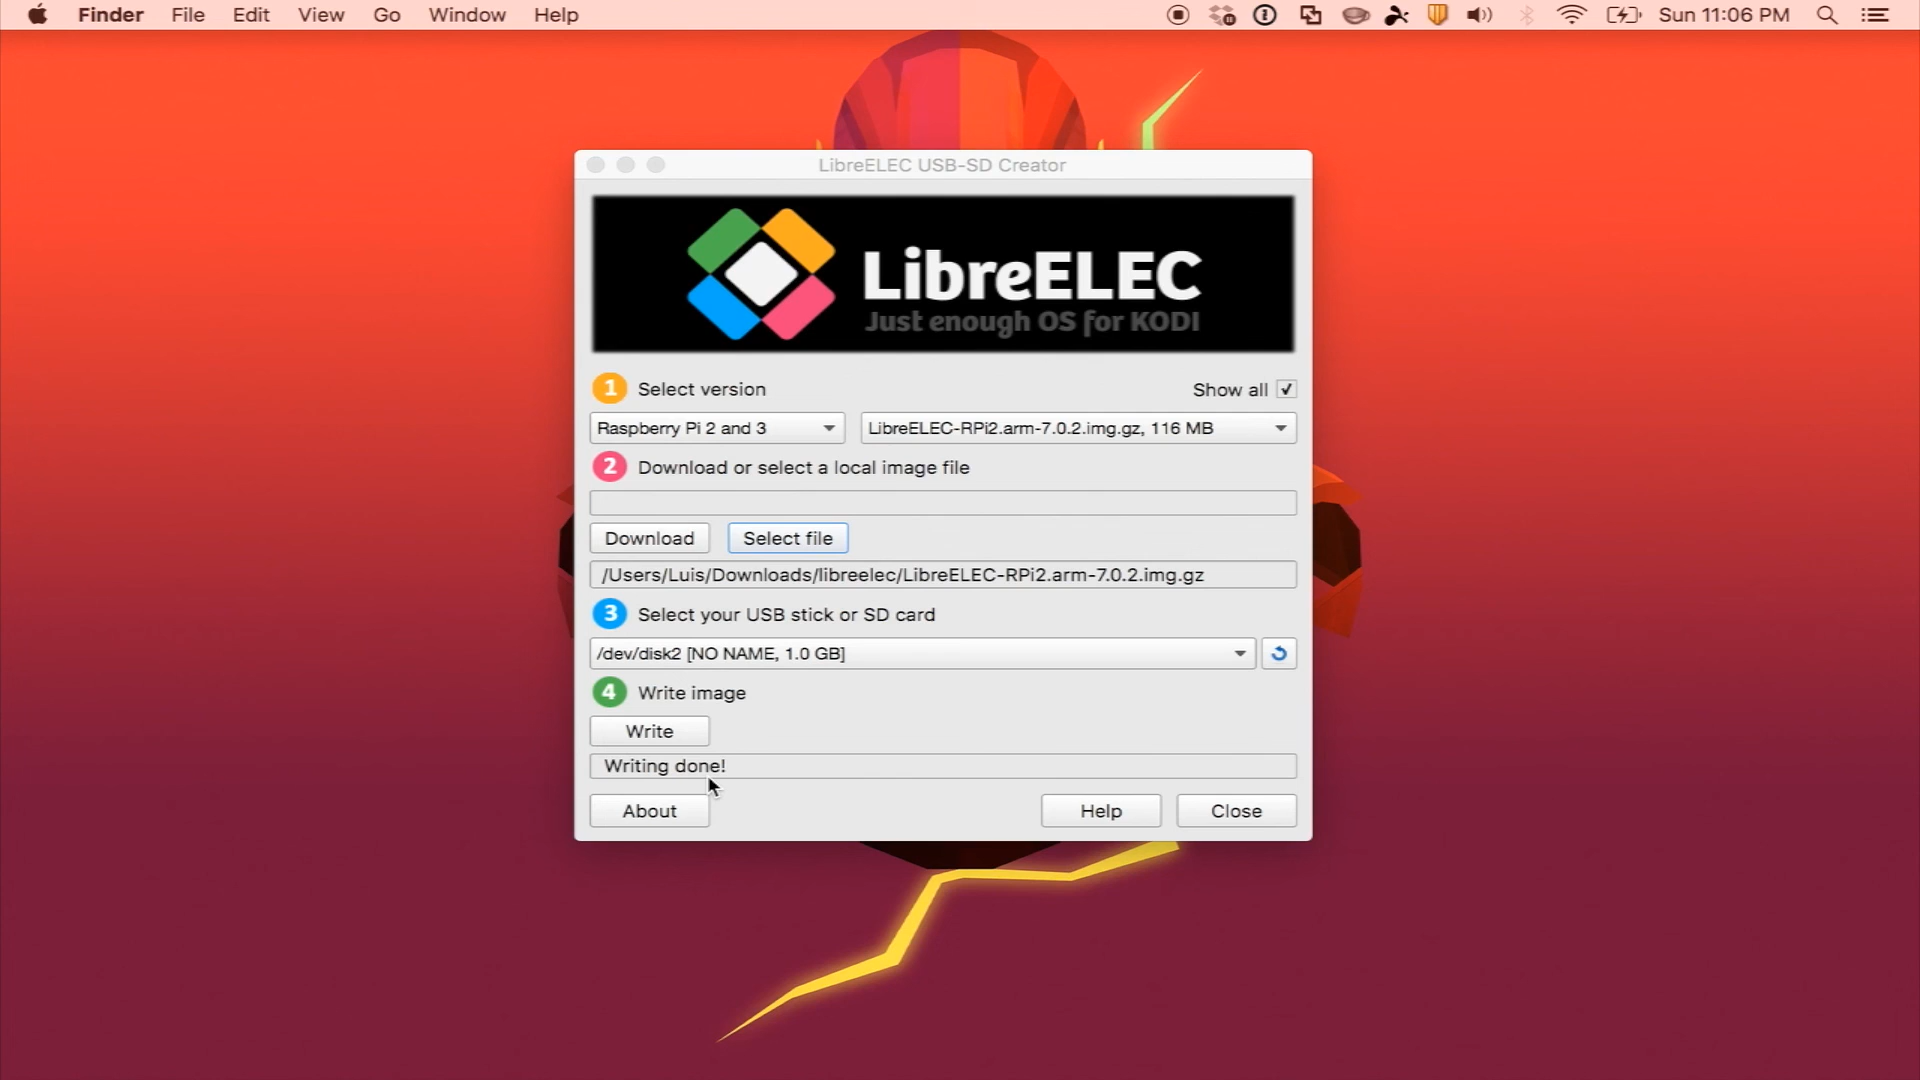 Finder File Edit View Go Window Help Sun 11:06 PM
LibreELEC USB-SD Creator
LibreELEC
Just enough OS for KODI
1 Select version Show all
Raspberry Pi 2 and 3 LibreELEC-RPi2.arm-7.0.2.img.gz, 116 MB
2 Download or select a local image file
Download Select file
/Users/Luis/Downloads/libreelec/LibreELEC-RPi2.arm-7.0.2.img.gz
3 Select your USB stick or SD card
/dev/disk2 [NO NAME, 1.0 GB]
4 Write image
Write
Writing done!
About Help Close